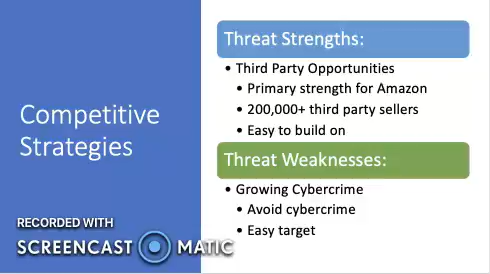 Competitive
Strategies
Threat Strengths:
• Third Party Opportunities
• Primary strength for Amazon
• 200,000+ third party sellers
• Easy to build on
Threat Weaknesses:
• Growing Cybercrime
• Avoid cybercrime
• Easy target
RECORDED WITH
SCREENCAST MATIC